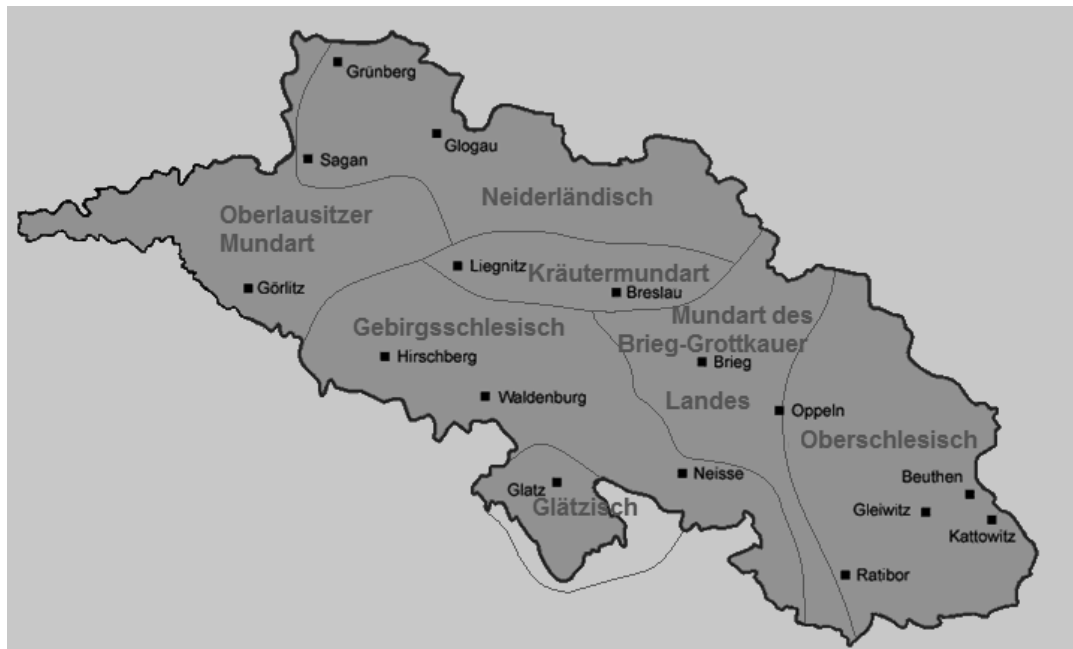 Grünberg
Glogau
Sagan
Neiderländisch
Oberlausitzer
Mundart
Liegnitz
Kräutermundart
Görlitz
Breslau
Mundart des
Gebirgsschlesisch
Brieg-Grottkauer
Hirschberg
Brieg
Waldenburg
Landes
Oppeln
Oberschlesisch
Neisse
Beuthen
Glatz
Glätzisch
Gleiwitz
Kattowitz
Ratibor